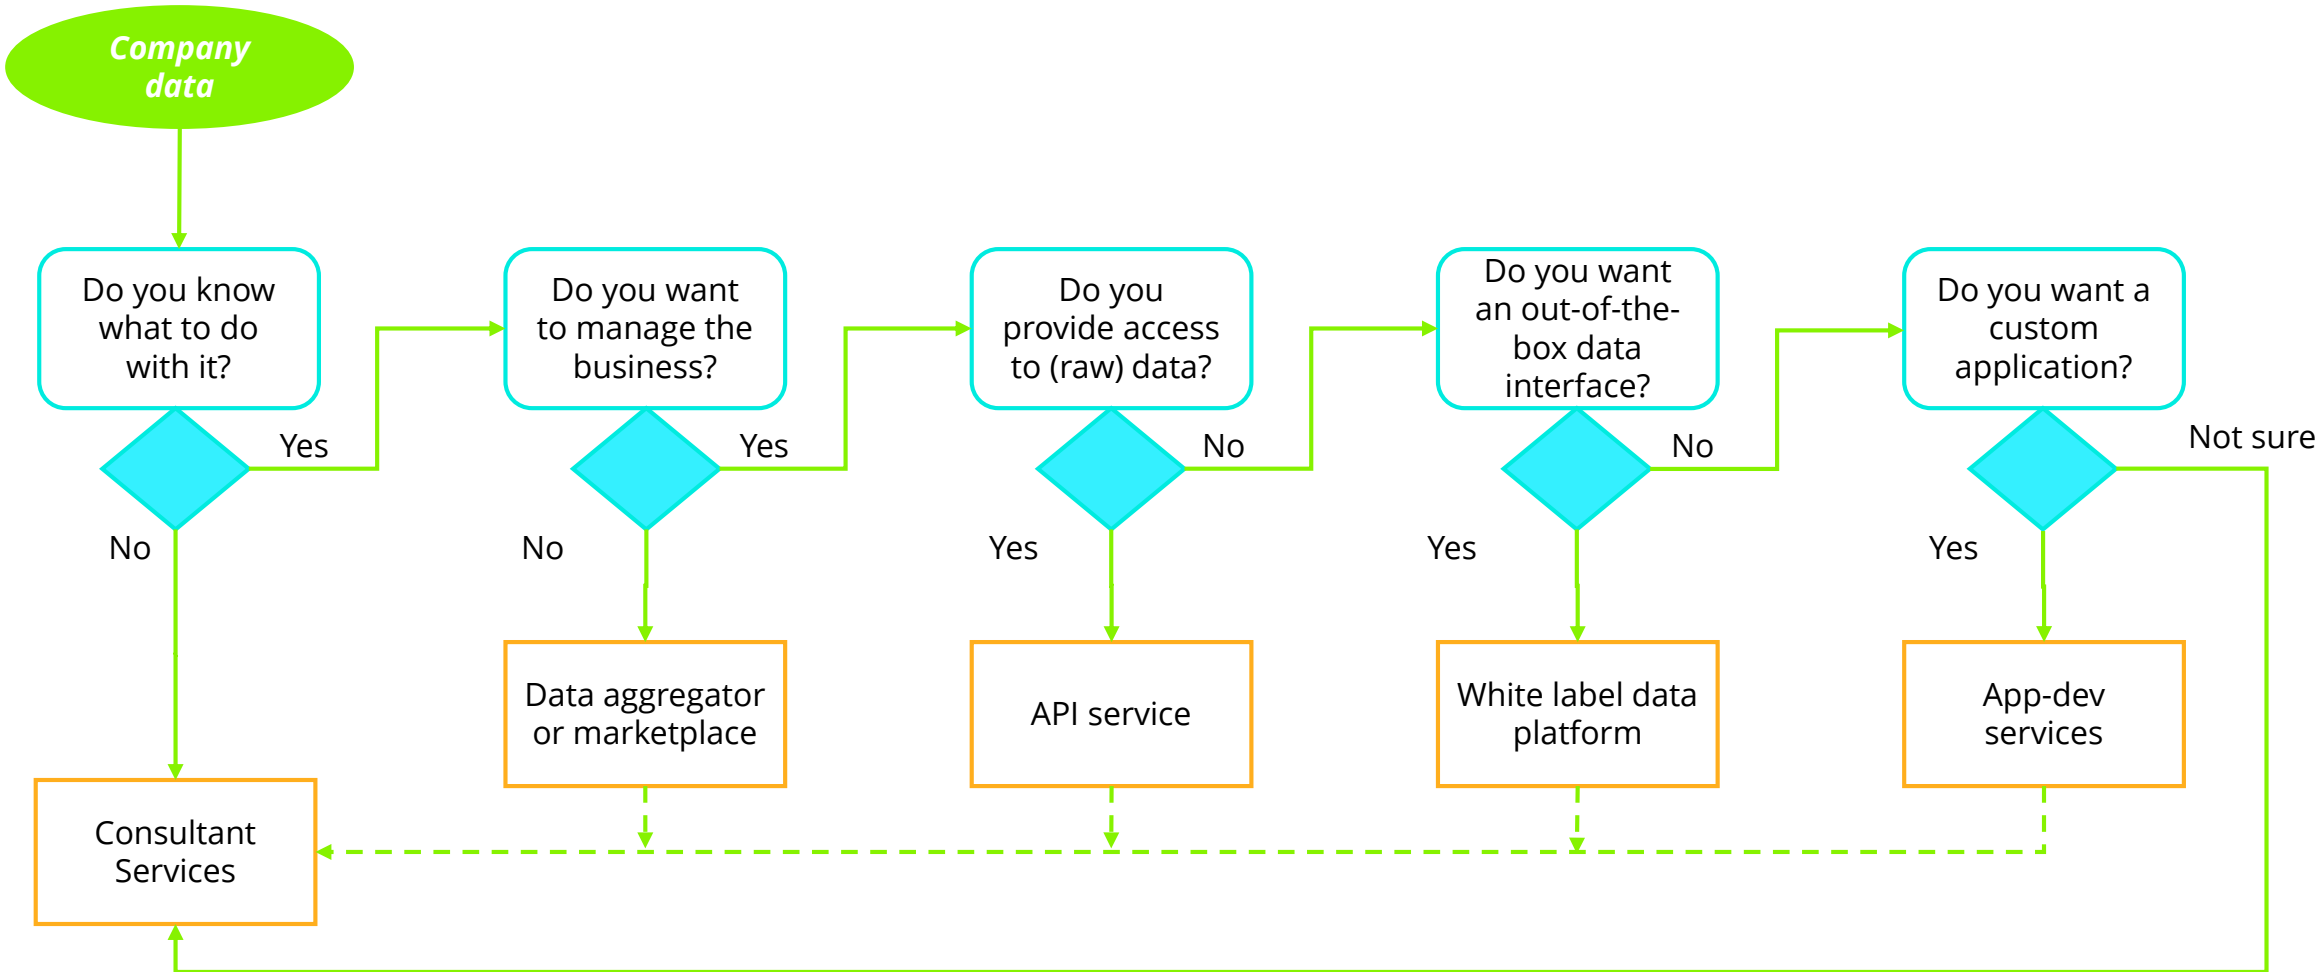 Company
data
Do you know
what to do
with it?
Yes
No
Do you want
to manage the
business?
Yes
No
Do you
provide access
to (raw) data?
No
Yes
Do you want
an out-of-the-
box data
interface?
No
Yes
Do you want a
custom
application?
Not sure
Yes
Data aggregator
or marketplace
API service
White label data
platform
App-dev
services
Consultant
Services